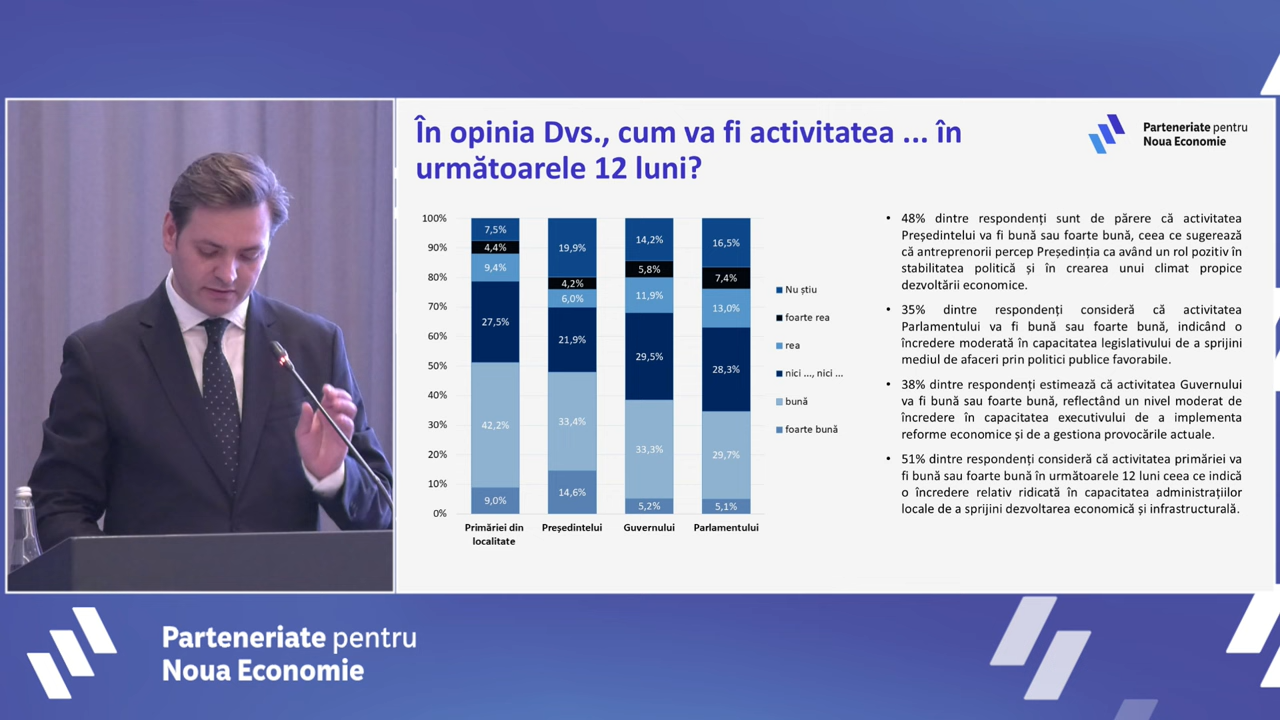 În opinia Dvs., cum va fi activitatea ... în
următoarele 12 luni?
Parteneriate pentru
Noua Economie
100%
90%
80%
70%
60%
50%
40%
30%
20%
10%
0%
7,5%
4,4%
9,4%
27,5%
42,2%
9,0%
19,9%
4,2%
6,0%
21,9%
33,4%
14,6%
14,2%
5,8%
11,9%
29,5%
33,3%
5,2%
16,5%
7,4%
13,0%
28,3%
29,7%
5,1%
Primăriei din
localitate
Președintelui
Guvernului
Parlamentului
Nu știu
foarte rea
rea
nici ..., nici ...
bună
foarte bună
• 48% dintre respondenți sunt de părere că activitatea
Președintelui va fi bună sau foarte bună, ceea ce sugerează
că antreprenorii percep Președinția ca având un rol pozitiv în
stabilitatea politică și în crearea unui climat propice
dezvoltării economice.
• 35% dintre respondenți consideră că activitatea
Parlamentului va fi bună sau foarte bună, indicând o
încredere moderată în capacitatea legislativului de a sprijini
mediul de afaceri prin politici publice favorabile.
• 38% dintre respondenți estimează că activitatea Guvernului
va fi bună sau foarte bună, reflectând un nivel moderat de
încredere în capacitatea executivului de a implementa
reforme economice și de a gestiona provocările actuale.
• 51% dintre respondenți consideră că activitatea primăriei va
fi bună sau foarte bună în următoarele 12 luni ceea ce indică
o încredere relativ ridicată în capacitatea administrațiilor
locale de a sprijini dezvoltarea economică și infrastructurală.
Parteneriate pentru
Noua Economie